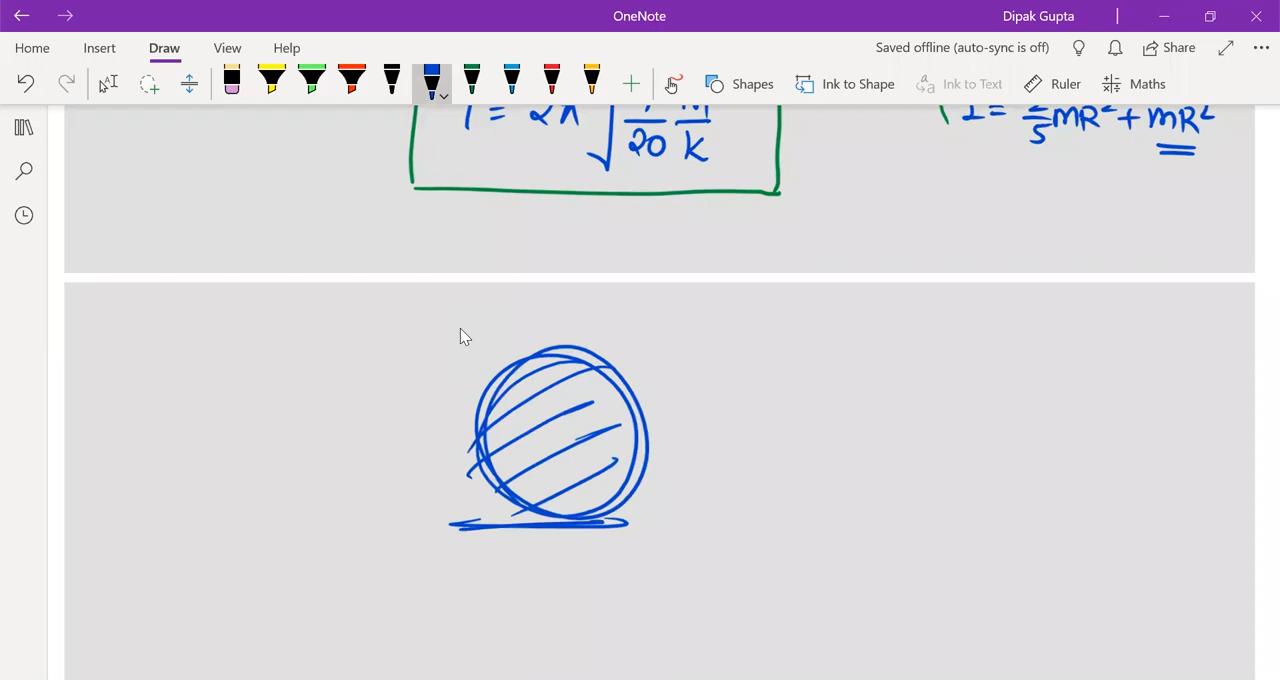 OneNote
Dipak Gupta
Home Insert Draw View Help
Saved offline (auto-sync is off) Share
Shapes Ink to Shape Ink to Text Ruler Maths
20 k
I = 2/5 mR² + mR²